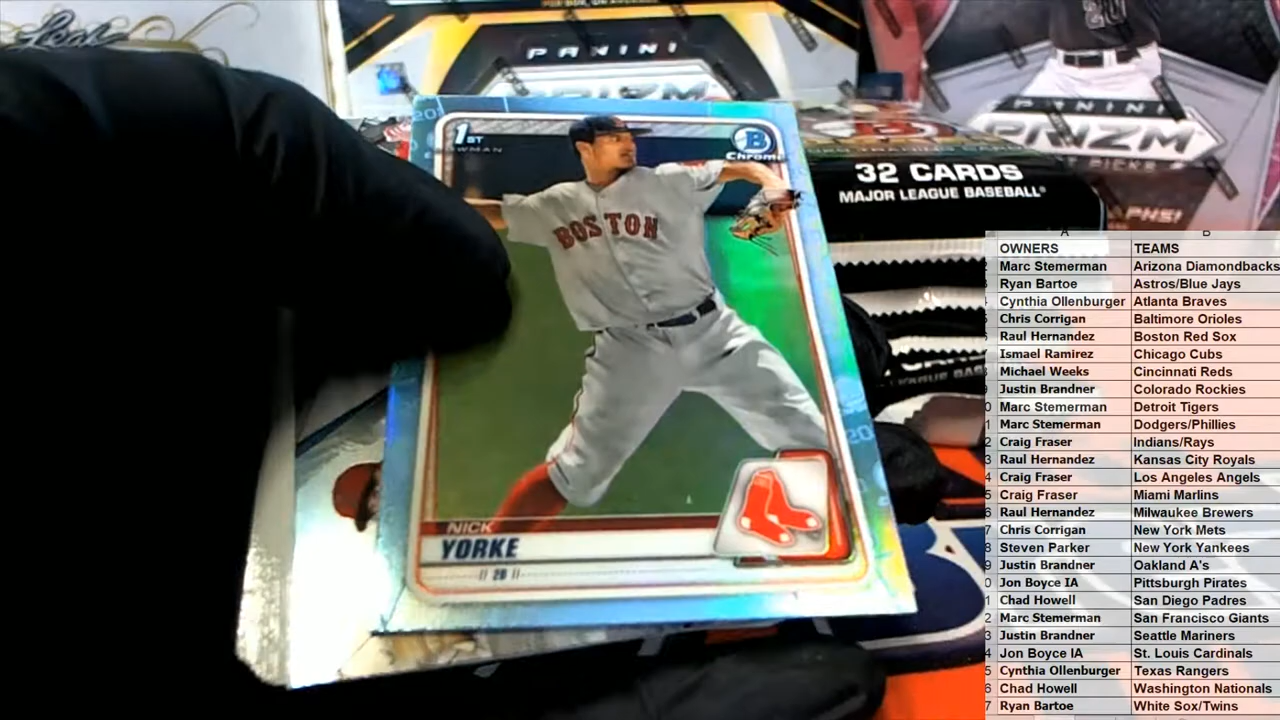 Leaf
PANINI
PRIZM
20
PANINI
PRIZM
1ST
B
Chrome
32 CARDS
MAJOR LEAGUE BASEBALL®
BOSTON
NICK
YORKE
2B
A B
OWNERS TEAMS
Marc Stemerman Arizona Diamondbacks
Ryan Bartoe Astros/Blue Jays
Cynthia Ollenburger Atlanta Braves
Chris Corrigan Baltimore Orioles
Raul Hernandez Boston Red Sox
Ismael Ramirez Chicago Cubs
Michael Weeks Cincinnati Reds
Justin Brandner Colorado Rockies
Marc Stemerman Detroit Tigers
Marc Stemerman Dodgers/Phillies
Craig Fraser Indians/Rays
Raul Hernandez Kansas City Royals
Craig Fraser Los Angeles Angels
Craig Fraser Miami Marlins
Raul Hernandez Milwaukee Brewers
Chris Corrigan New York Mets
Steven Parker New York Yankees
Justin Brandner Oakland A's
Jon Boyce IA Pittsburgh Pirates
Chad Howell San Diego Padres
Marc Stemerman San Francisco Giants
Justin Brandner Seattle Mariners
Jon Boyce IA St. Louis Cardinals
Cynthia Ollenburger Texas Rangers
Chad Howell Washington Nationals
Ryan Bartoe White Sox/Twins